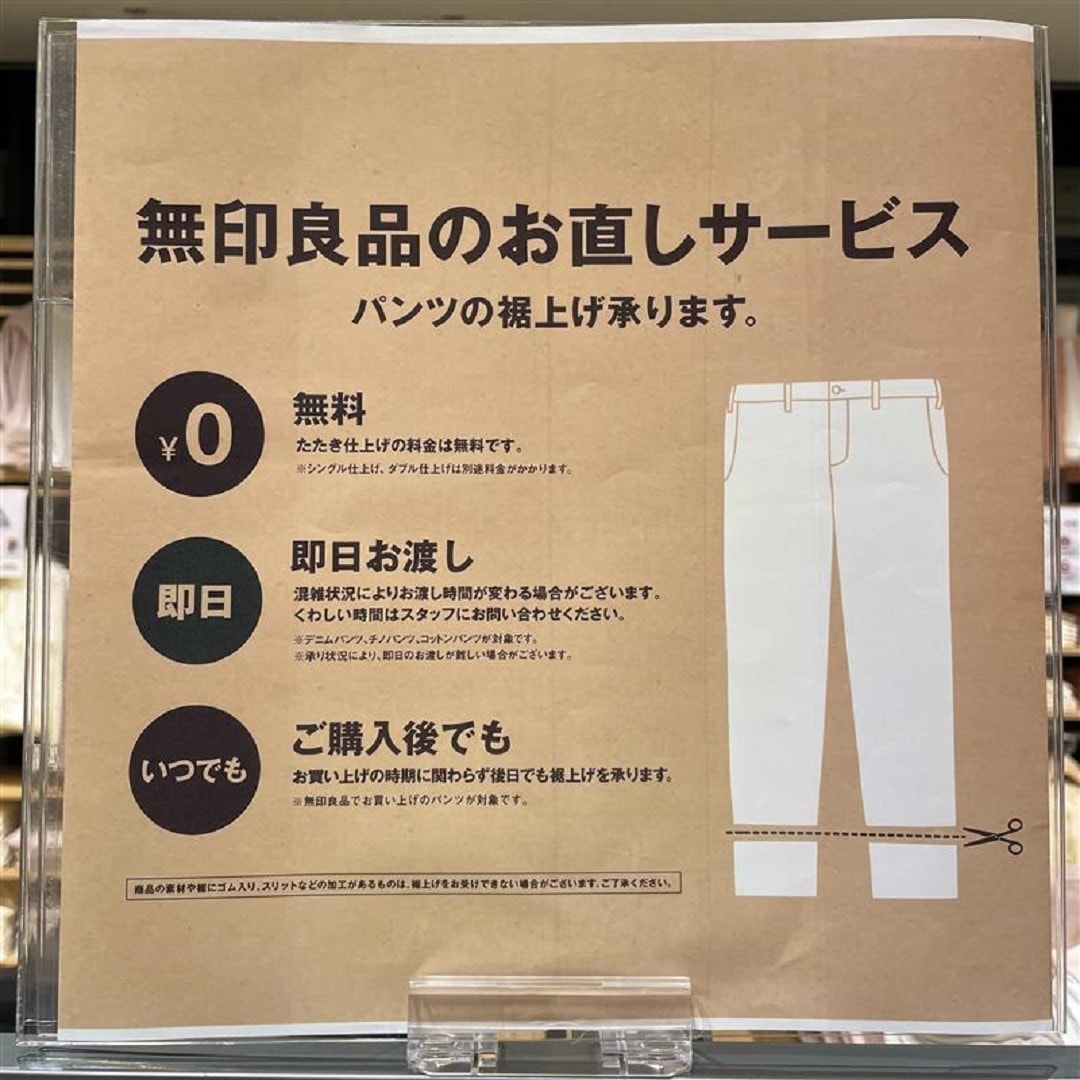 無印良品のお直しサービス
パンツの裾上げ承ります。
¥0
無料
たたき仕上げの料金は無料です。
※シングル仕上げ、ダブル仕上げは別途料金がかかります。
即日
即日お渡し
混雑状況によりお渡し時間が変わる場合がございます。
くわしい時間はスタッフにお問い合わせください。
※デニムパンツ、チノパンツ、コットンパンツが対象です。
※承り状況により、即日のお渡しが難しい場合がございます。
いつでも
ご購入後でも
お買い上げの時期に関わらず後日でも裾上げを承ります。
※無印良品でお買い上げのパンツが対象です。
商品の素材や裾にゴム入り、スリットなどの加工があるものは、裾上げをお受けできない場合がございます。ご了承ください。